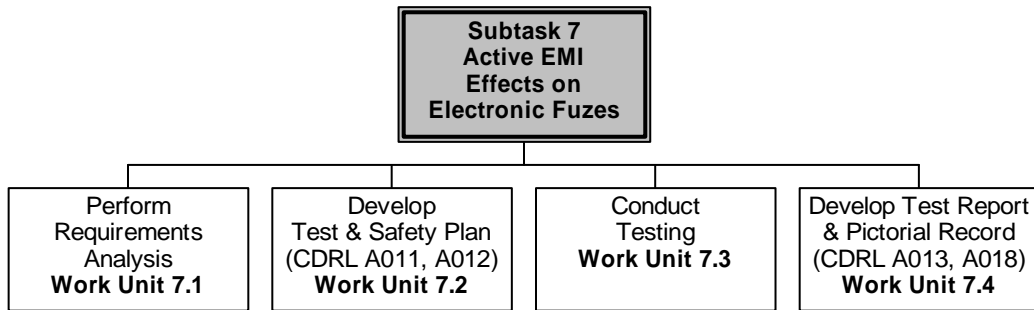 Subtask 7
Active EMI
Effects on
Electronic Fuzes
Perform
Requirements
Analysis
Work Unit 7.1
Develop
Test & Safety Plan
(CDRL A011, A012)
Work Unit 7.2
Conduct
Testing
Work Unit 7.3
Develop Test Report
& Pictorial Record
(CDRL A013, A018)
Work Unit 7.4